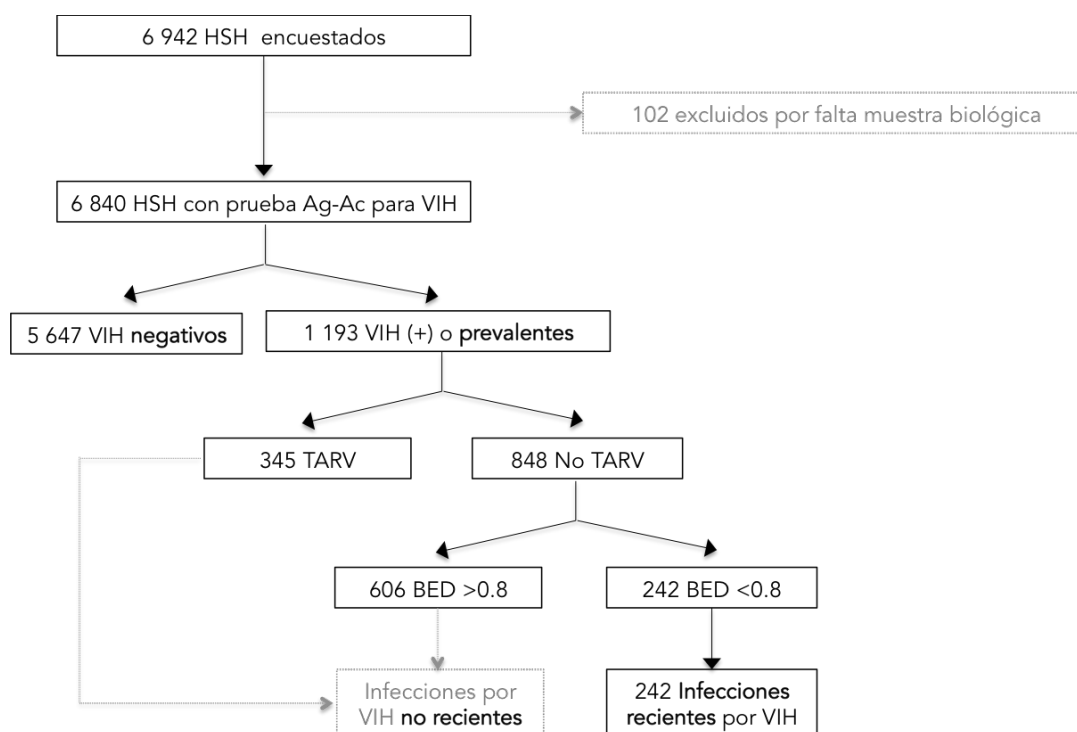 6 942 HSH encuestados
102 excluidos por falta muestra biológica
6 840 HSH con prueba Ag-Ac para VIH
5 647 VIH negativos
1 193 VIH (+) o prevalentes
345 TARV
848 No TARV
606 BED >0.8
242 BED <0.8
Infecciones por
VIH no recientes
242 Infecciones
recientes por VIH